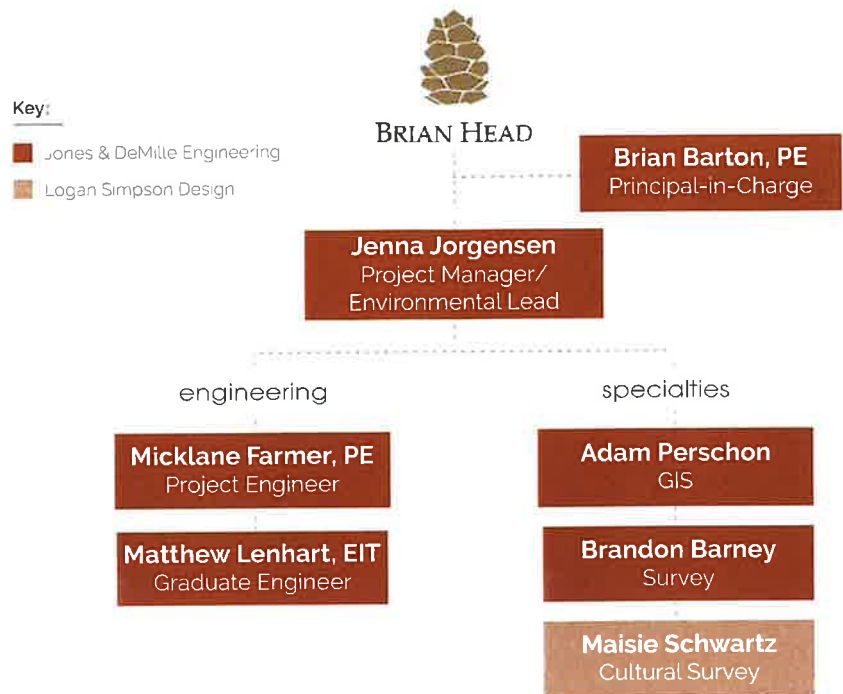 Key:
Jones & DeMille Engineering
Logan Simpson Design
BRIAN HEAD
Brian Barton, PE
Principal-in-Charge
Jenna Jorgensen
Project Manager/
Environmental Lead
engineering
Micklane Farmer, PE
Project Engineer
Matthew Lenhart, EIT
Graduate Engineer
specialties
Adam Perschon
GIS
Brandon Barney
Survey
Maisie Schwartz
Cultural Survey